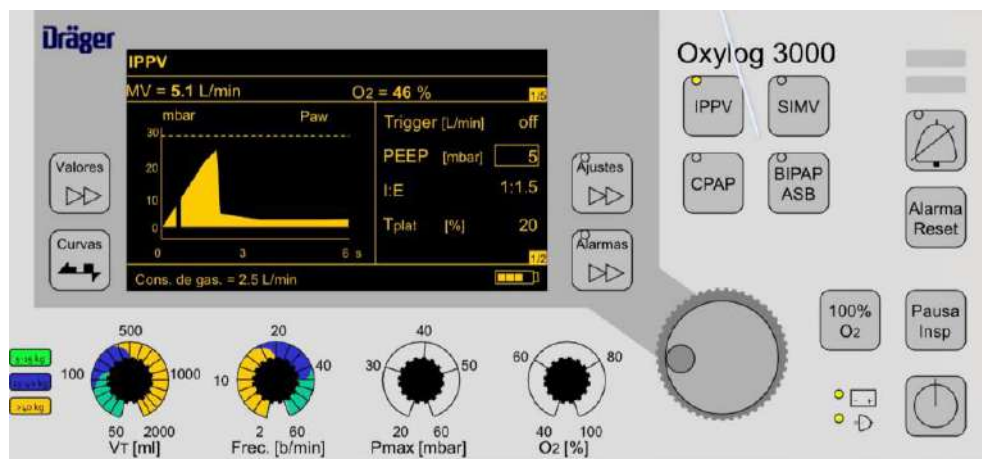 Dräger
Oxylog 3000
IPPV
MV = 5.1 L/min O2 = 46 % 1/5
mbar Paw
30
20
10
0
0 3 6 s
Trigger [L/min] off
PEEP [mbar] 5
I:E 1:1.5
Tplat [%] 20
1/2
Cons. de gas. = 2.5 L/min
Valores
Curvas
Ajustes
Alarmas
IPPV
SIMV
CPAP
BIPAP
ASB
Alarma
Reset
100%
O2
Pausa
Insp
- +
>40 kg
500
100 1000
50 2000
VT [ml]
20
10 40
2 60
Frec. [b/min]
40
30 50
20 60
Pmax [mbar]
60 80
40 100
O2 [%]